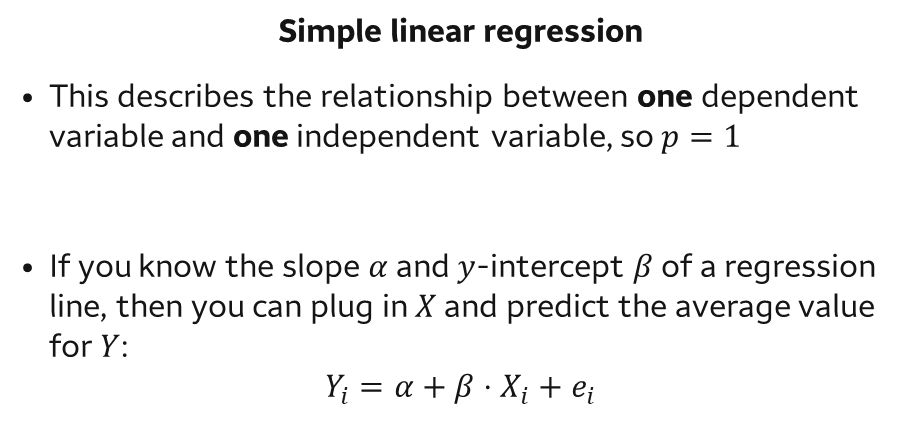 Simple linear regression
• This describes the relationship between one dependent
variable and one independent variable, so 𝑝 = 1
• If you know the slope 𝛼 and 𝑦-intercept 𝛽 of a regression
line, then you can plug in 𝑋 and predict the average value
for 𝑌:
𝑌ᵢ = 𝛼 + 𝛽 · 𝑋ᵢ + 𝑒ᵢ